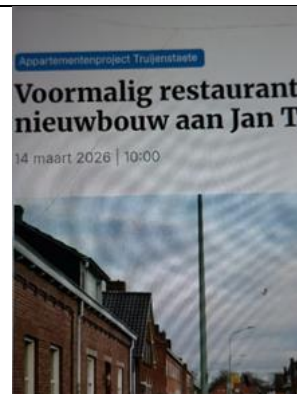 Appartementenproject Truijenstaete
Voormalig restaurant
nieuwbouw aan Jan T
14 maart 2026 | 10:00